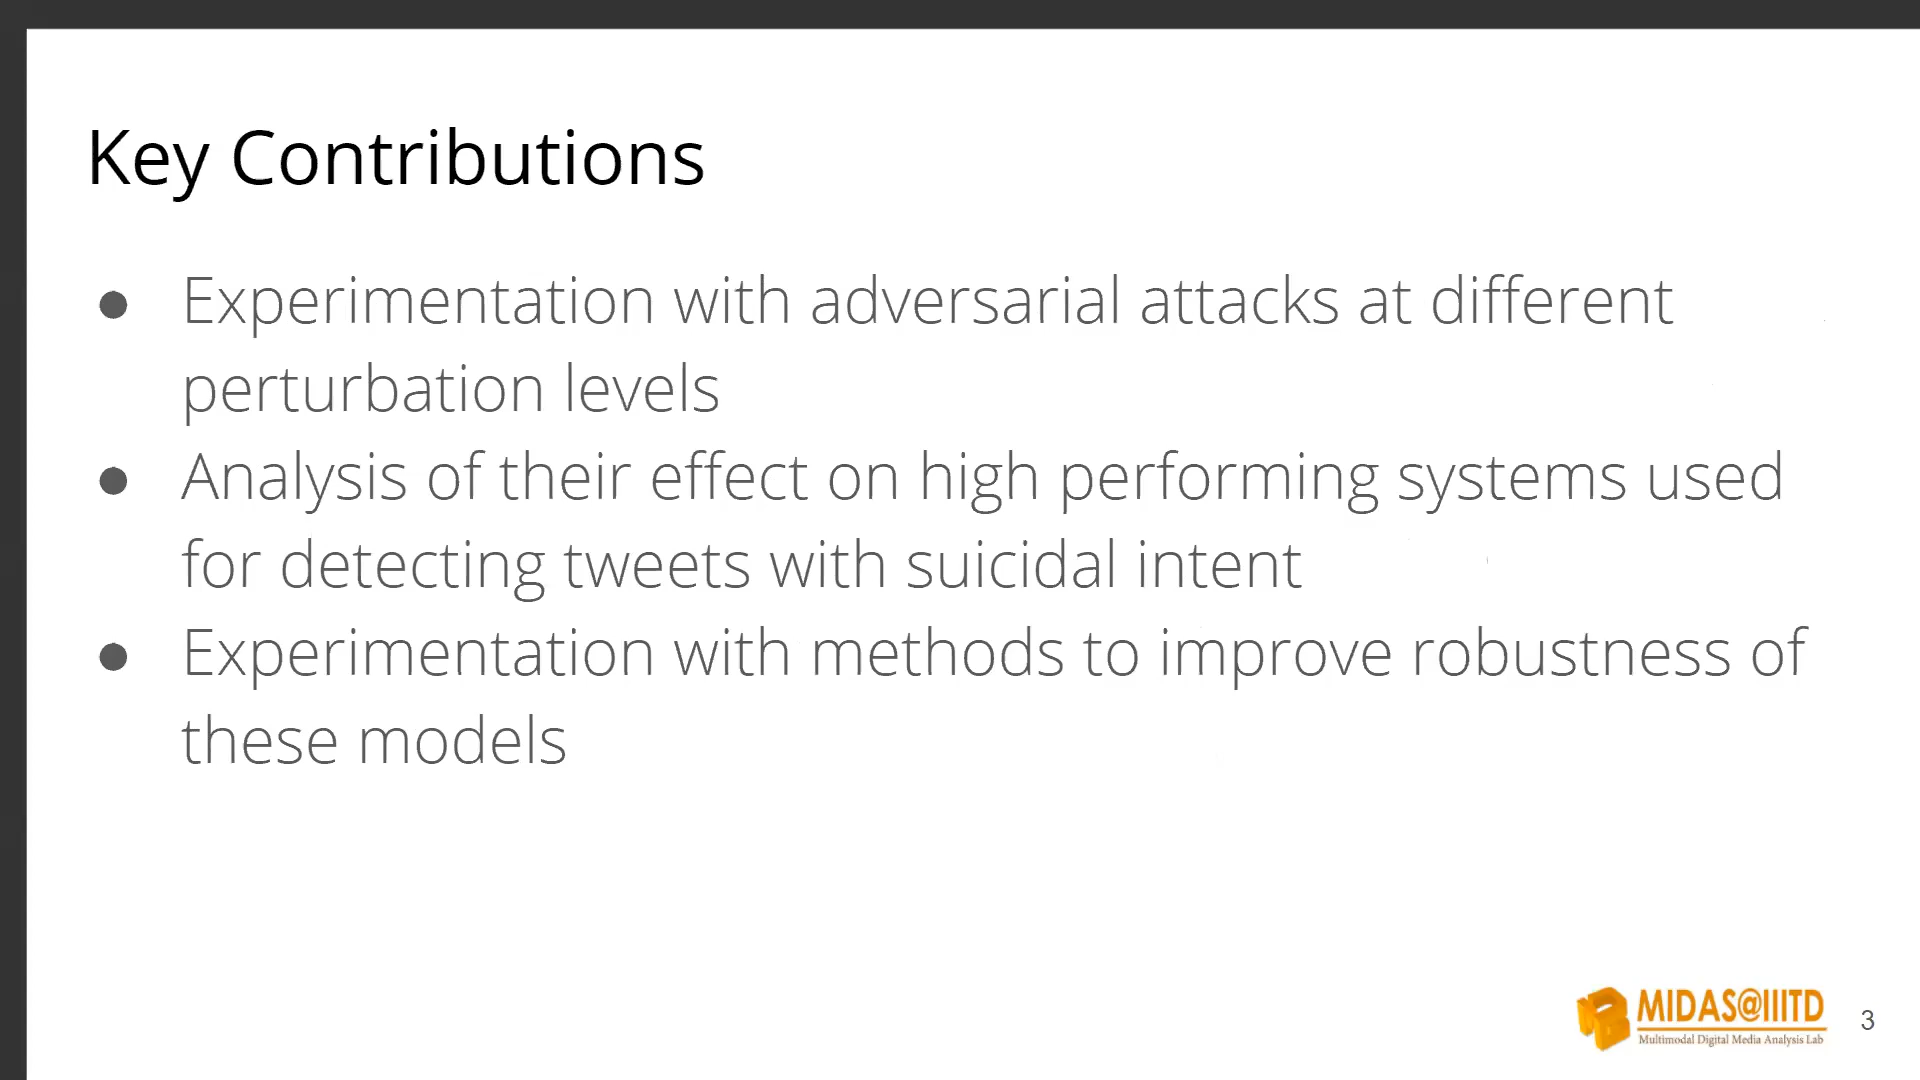 Key Contributions
● Experimentation with adversarial attacks at different
perturbation levels
● Analysis of their effect on high performing systems used
for detecting tweets with suicidal intent
● Experimentation with methods to improve robustness of
these models
MIDAS@IIITD
Multimodal Digital Media Analysis Lab
3